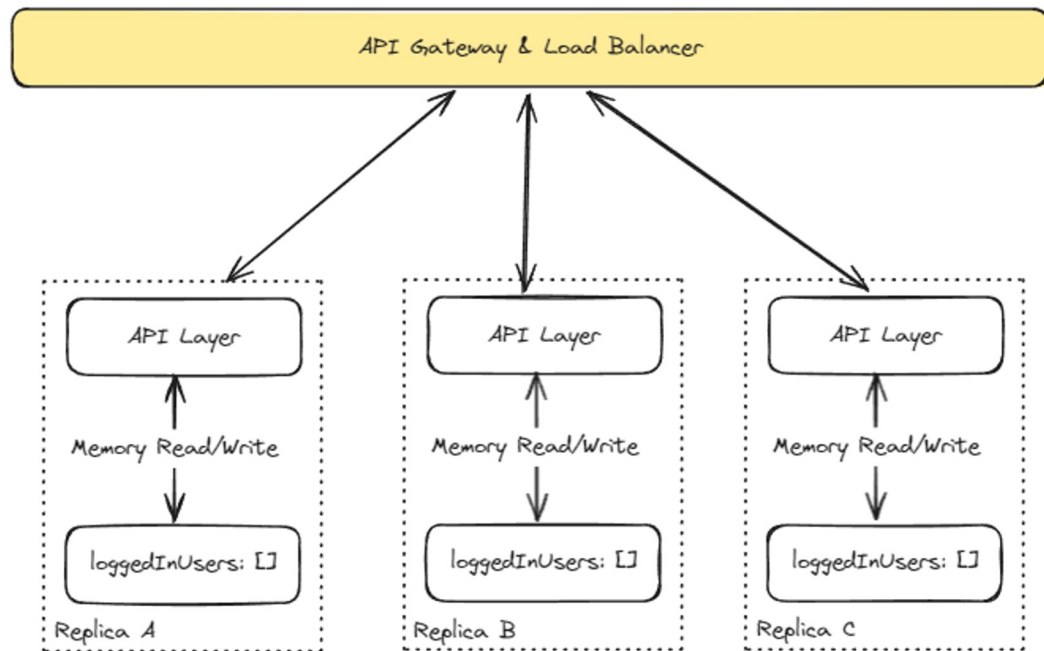 API Gateway & Load Balancer
API Layer
API Layer
API Layer
Memory Read/Write
Memory Read/Write
Memory Read/Write
loggedInUsers: []
loggedInUsers: []
loggedInUsers: []
Replica A
Replica B
Replica C